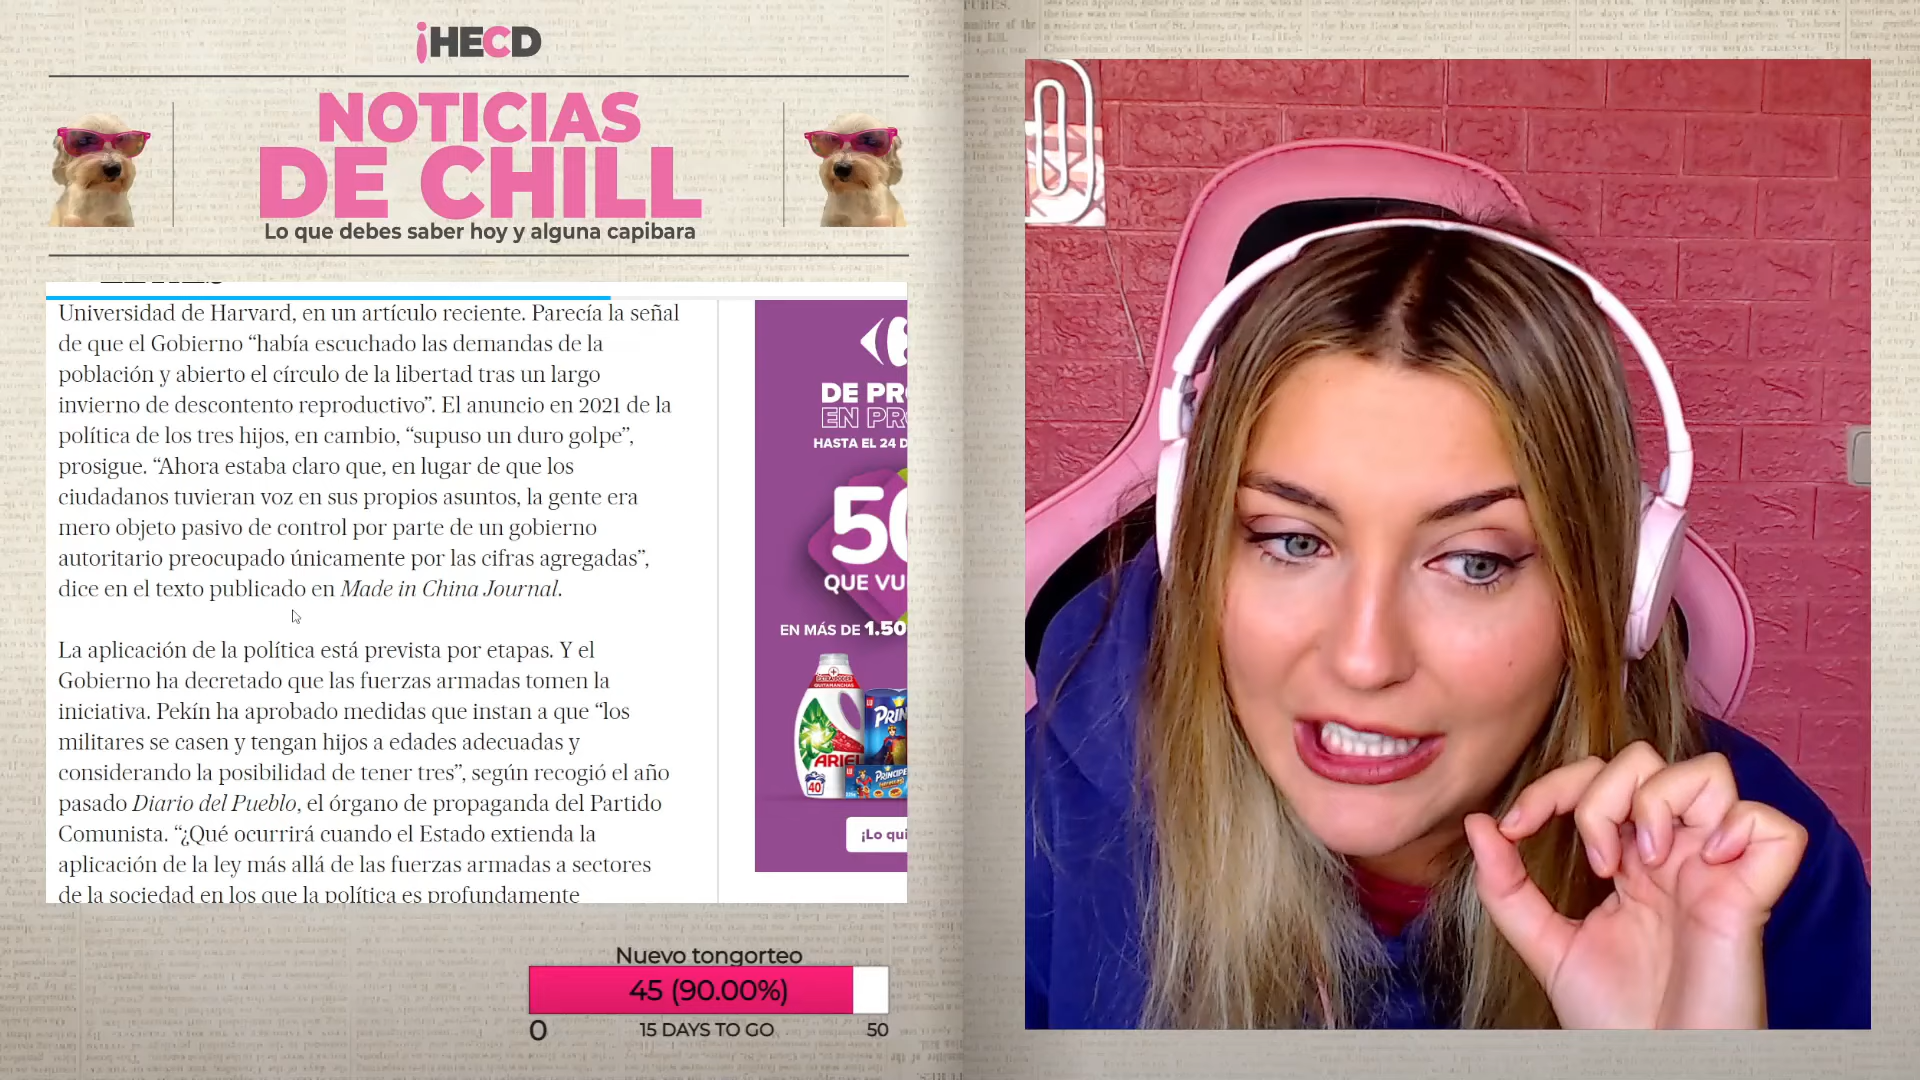 ¡HECD
NOTICIAS
DE CHILL
Lo que debes saber hoy y alguna capibara
Universidad de Harvard, en un artículo reciente. Parecía la señal
de que el Gobierno “había escuchado las demandas de la
población y abierto el círculo de la libertad tras un largo
invierno de descontento reproductivo”. El anuncio en 2021 de la
política de los tres hijos, en cambio, “supuso un duro golpe”,
prosigue. “Ahora estaba claro que, en lugar de que los
ciudadanos tuvieran voz en sus propios asuntos, la gente era
mero objeto pasivo de control por parte de un gobierno
autoritario preocupado únicamente por las cifras agregadas”,
dice en el texto publicado en Made in China Journal.
La aplicación de la política está prevista por etapas. Y el
Gobierno ha decretado que las fuerzas armadas tomen la
iniciativa. Pekín ha aprobado medidas que instan a que “los
militares se casen y tengan hijos a edades adecuadas y
considerando la posibilidad de tener tres”, según recogió el año
pasado Diario del Pueblo, el órgano de propaganda del Partido
Comunista. “¿Qué ocurrirá cuando el Estado extienda la
aplicación de la ley más allá de las fuerzas armadas a sectores
de la sociedad en los que la política es profundamente
DE PR
EN PR
HASTA EL 24 D
50
QUE VU
EN MÁS DE 1.50
ARIEL
40
PRIN
PRINCIPE
¡Lo qui
Nuevo tongorteo
45 (90.00%)
0
15 DAYS TO GO
50